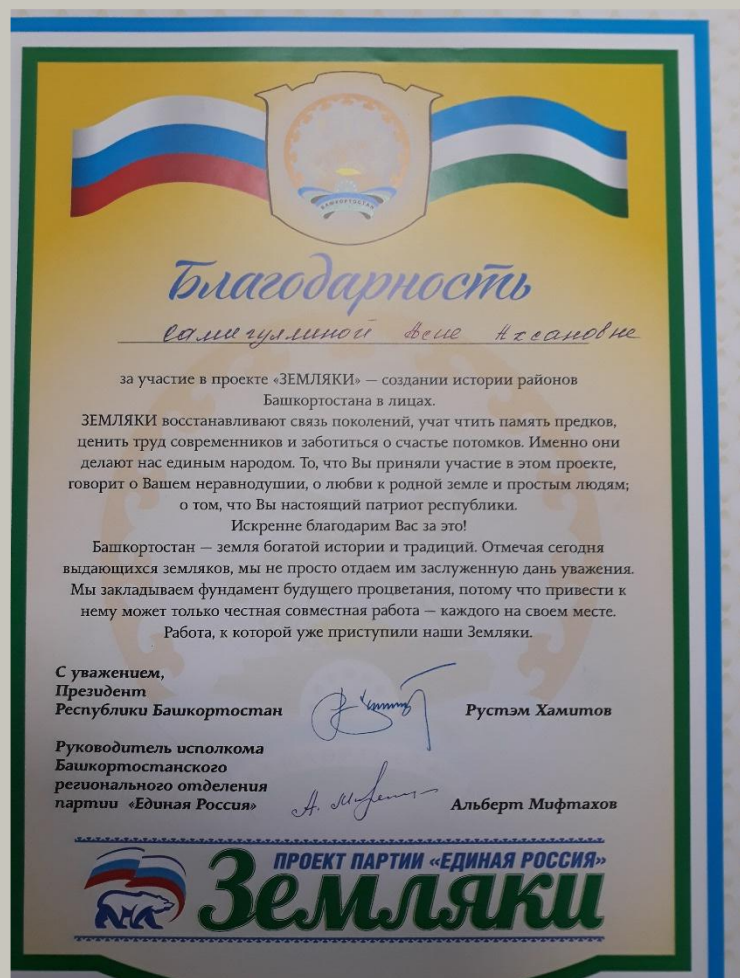 БАШКОРТОСТАН
Благодарность
Самигуллиной Асие Ахсановне
за участие в проекте «ЗЕМЛЯКИ» — создании истории районов
Башкортостана в лицах.
ЗЕМЛЯКИ восстанавливают связь поколений, учат чтить память предков,
ценить труд современников и заботиться о счастье потомков. Именно они
делают нас единым народом. То, что Вы приняли участие в этом проекте,
говорит о Вашем неравнодушии, о любви к родной земле и простым людям;
о том, что Вы настоящий патриот республики.
Искренне благодарим Вас за это!
Башкортостан — земля богатой истории и традиций. Отмечая сегодня
выдающихся земляков, мы не просто отдаем им заслуженную дань уважения.
Мы закладываем фундамент будущего процветания, потому что привести к
нему может только честная совместная работа — каждого на своем месте.
Работа, к которой уже приступили наши Земляки.
С уважением,
Президент
Республики Башкортостан Рустэм Хамитов
Руководитель исполкома
Башкортостанского
регионального отделения
партии «Единая Россия» Альберт Мифтахов
ПРОЕКТ ПАРТИИ «ЕДИНАЯ РОССИЯ»
Земляки